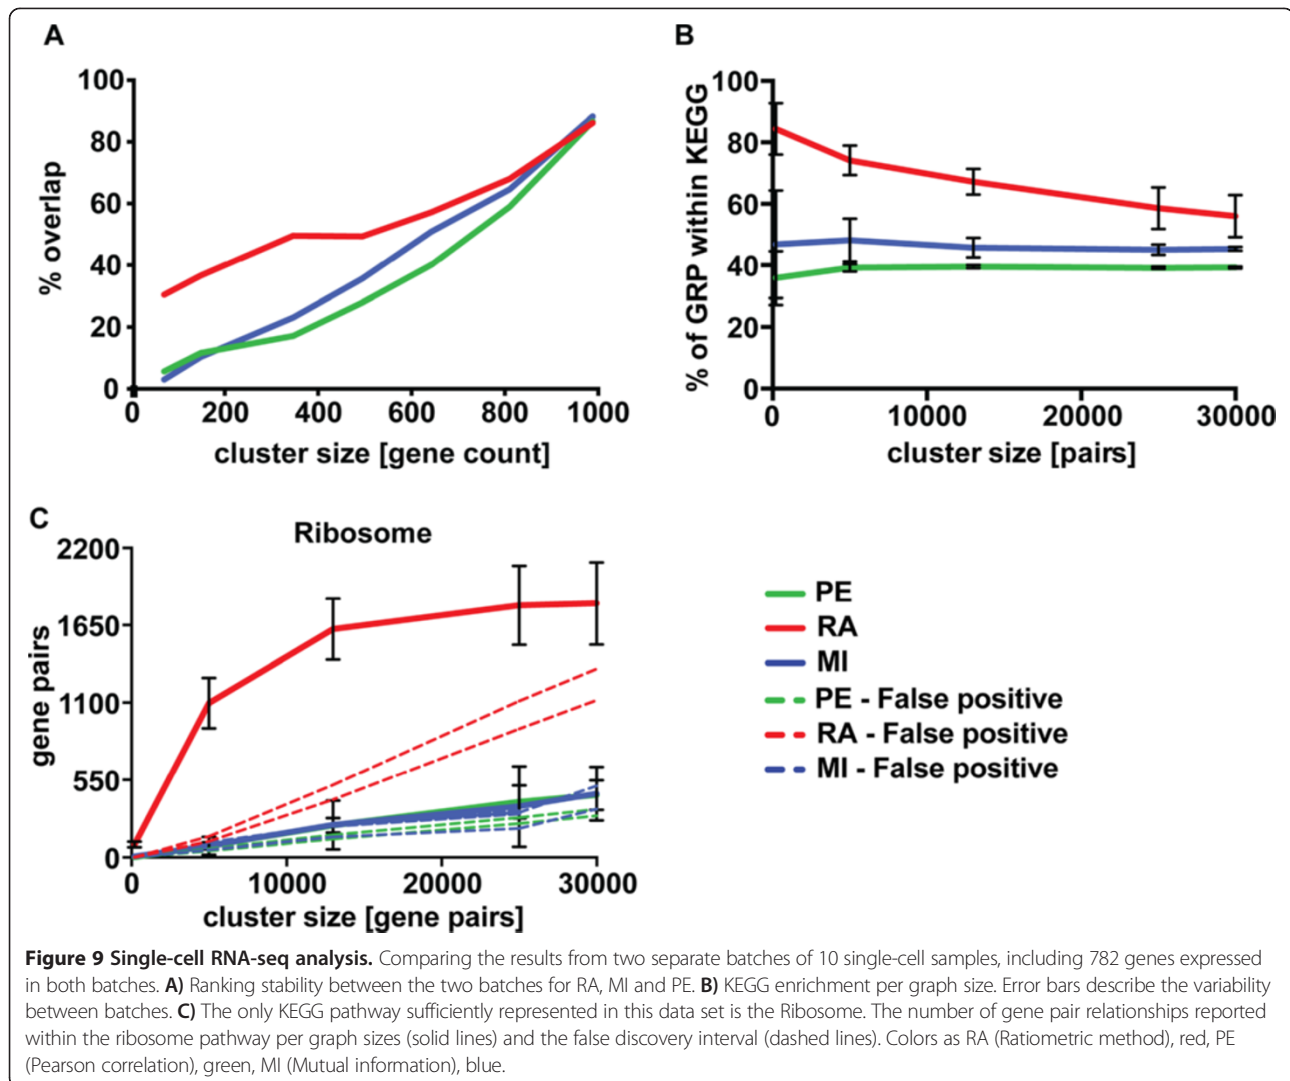 A
100
80
60
40
20
0
% overlap
0 200 400 600 800 1000
cluster size [gene count]
B
100
80
60
40
20
0
% of GRP within KEGG
0 10000 20000 30000
cluster size [pairs]
C
Ribosome
2200
1650
1100
550
0
gene pairs
0 10000 20000 30000
cluster size [gene pairs]
PE
RA
MI
PE - False positive
RA - False positive
MI - False positive
Figure 9 Single-cell RNA-seq analysis. Comparing the results from two separate batches of 10 single-cell samples, including 782 genes expressed
in both batches. A) Ranking stability between the two batches for RA, MI and PE. B) KEGG enrichment per graph size. Error bars describe the variability
between batches. C) The only KEGG pathway sufficiently represented in this data set is the Ribosome. The number of gene pair relationships reported
within the ribosome pathway per graph sizes (solid lines) and the false discovery interval (dashed lines). Colors as RA (Ratiometric method), red, PE
(Pearson correlation), green, MI (Mutual information), blue.